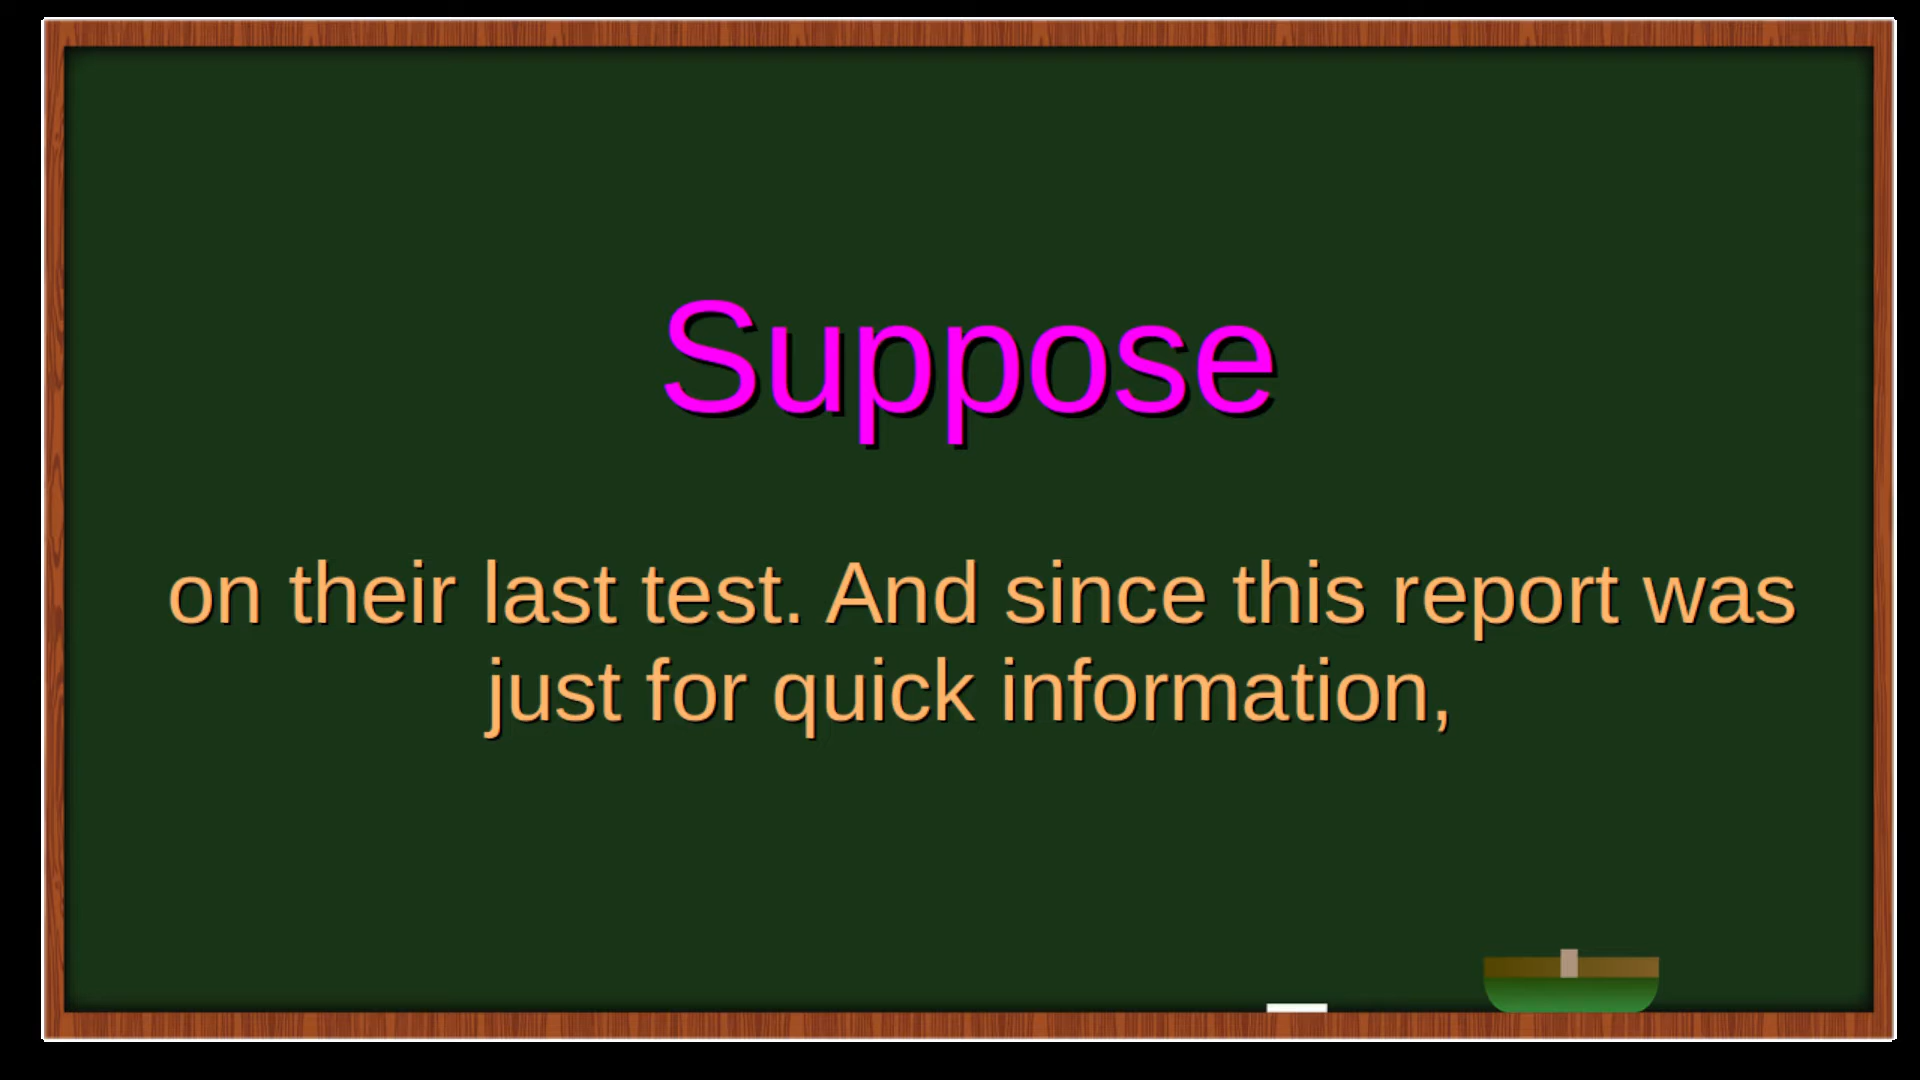 Suppose
on their last test. And since this report was
just for quick information,